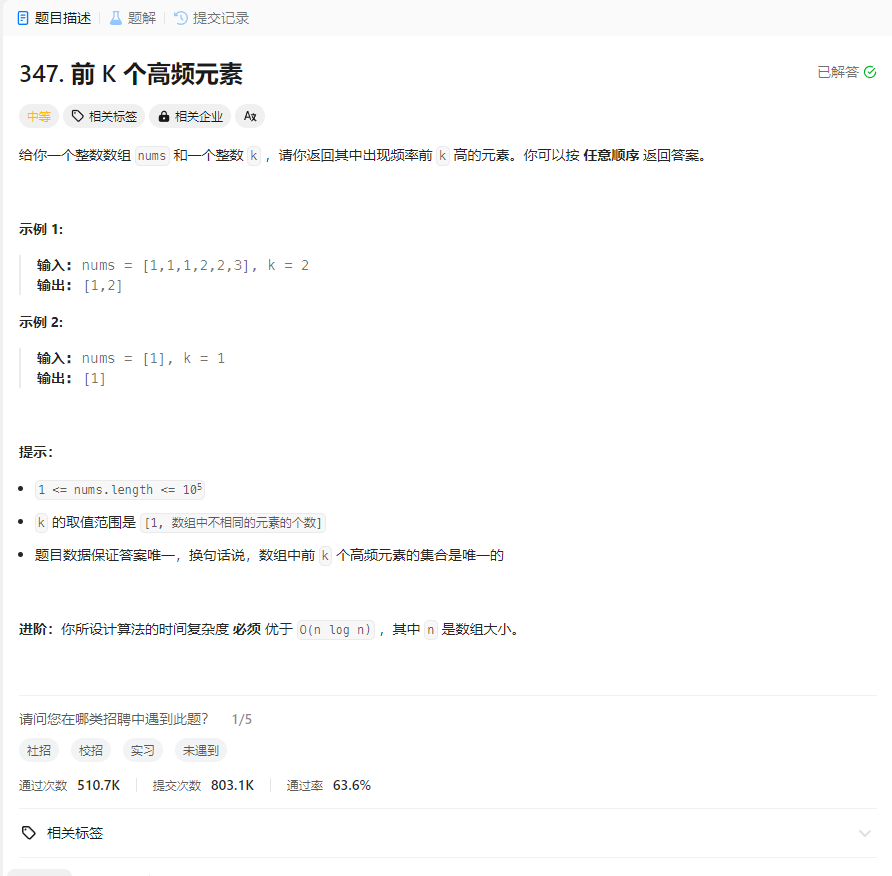 题目描述 题解 提交记录
347. 前 K 个高频元素 已解答
中等 相关标签 相关企业 Aあ
给你一个整数数组 nums 和一个整数 k ，请你返回其中出现频率前 k 高的元素。你可以按 任意顺序 返回答案。
示例 1:
输入: nums = [1,1,1,2,2,3], k = 2
输出: [1,2]
示例 2:
输入: nums = [1], k = 1
输出: [1]
提示：
1 <= nums.length <= 10⁵
k 的取值范围是 [1, 数组中不相同的元素的个数]
题目数据保证答案唯一，换句话说，数组中前 k 个高频元素的集合是唯一的
进阶：你所设计算法的时间复杂度 必须 优于 O(n log n) ，其中 n 是数组大小。
请问您在哪类招聘中遇到此题？ 1/5
社招 校招 实习 未遇到
通过次数 510.7K 提交次数 803.1K 通过率 63.6%
相关标签